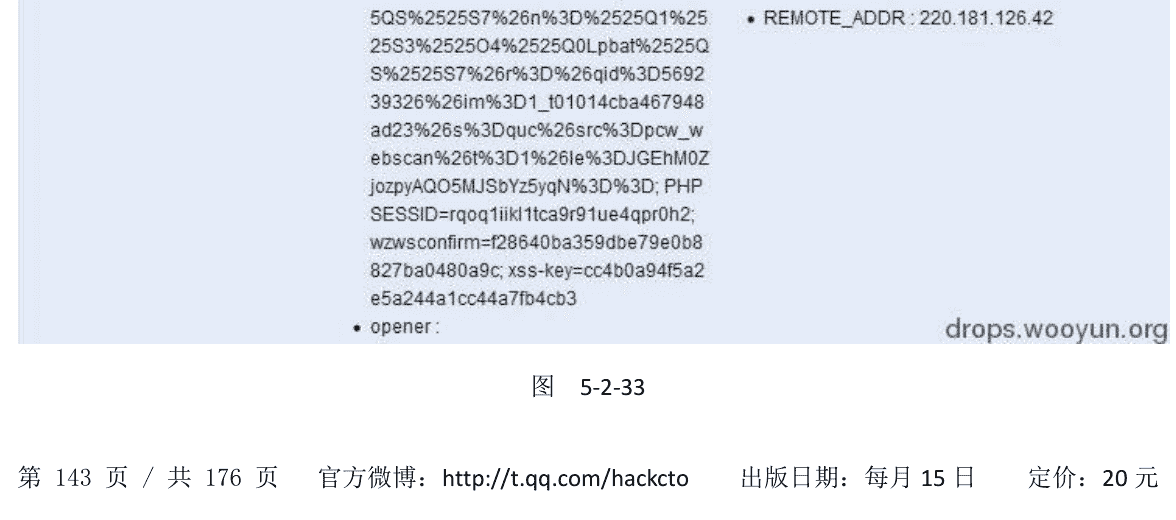 5QS%2525S7%26n%3D%2525Q1%25
25S3%2525O4%2525Q0Lpbat%2525Q
S%2525S7%26r%3D%26qid%3D5692
39326%26im%3D1_t01014cba467948
ad23%26s%3Dquc%26src%3Dpcw_w
ebscan%26t%3D1%26le%3DJGEhM0Z
jozpyAQO5MJSbYz5yqN%3D%3D; PHP
SESSID=rqoq1iikl1tca9r91ue4qpr0h2;
wzwsconfirm=f28640ba359dbe79e0b8
827ba0480a9c; xss-key=cc4b0a94f5a2
e5a244a1cc44a7fb4cb3
• opener :
• REMOTE_ADDR : 220.181.126.42
drops.wooyun.org
图 5-2-33
第 143 页 / 共 176 页 官方微博：http://t.qq.com/hackcto 出版日期：每月 15 日 定价：20 元